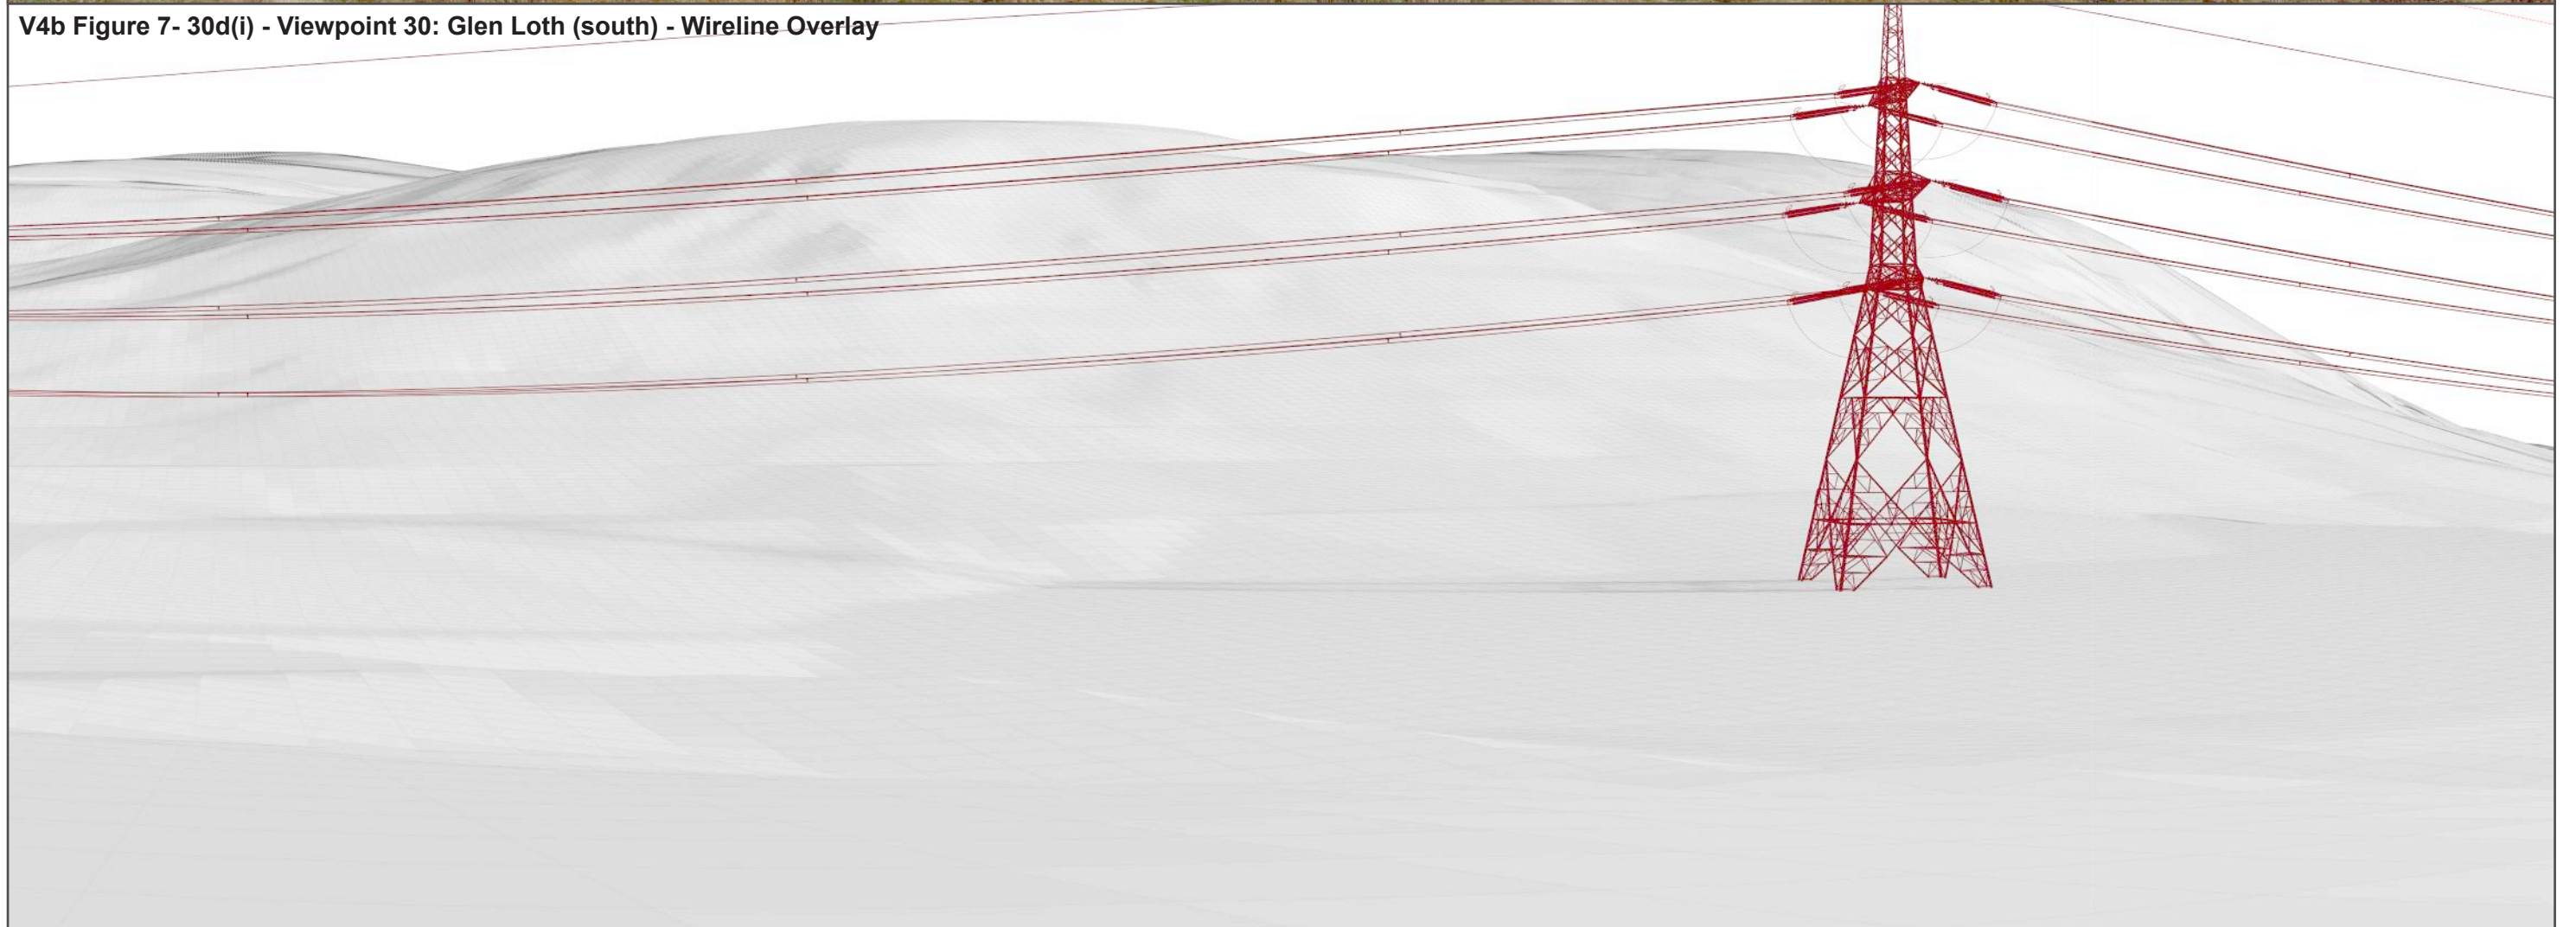 V4b Figure 7- 30d(i) - Viewpoint 30: Glen Loth (south) - Wireline Overlay